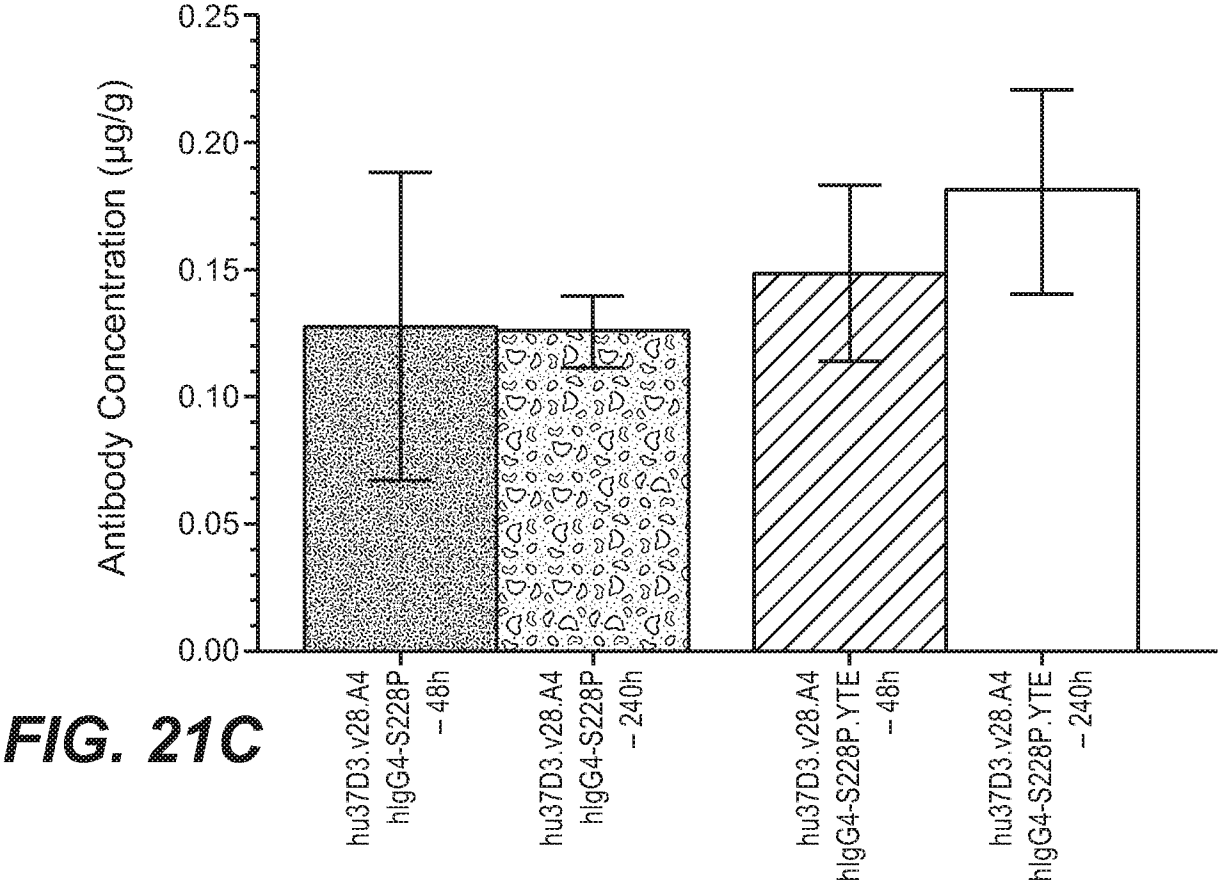 Antibody Concentration (µg/g)
0.25
0.20
0.15
0.10
0.05
0.00
hu37D3.v28.A4
hIgG4-S228P
– 48h
hu37D3.v28.A4
hIgG4-S228P
– 240h
hu37D3.v28.A4
hIgG4-S228P.YTE
– 48h
hu37D3.v28.A4
hIgG4-S228P.YTE
– 240h
FIG. 21C